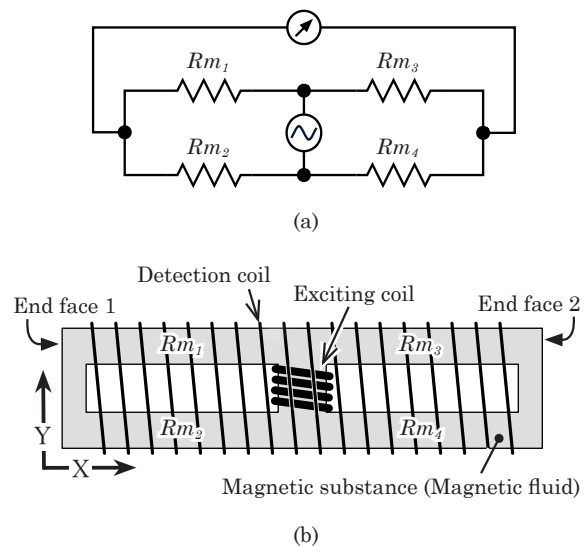 Rm1 Rm3
Rm2 Rm4
(a)
Detection coil
Exciting coil
End face 1 End face 2
Rm1 Rm3
Rm2 Rm4
Y
X
Magnetic substance (Magnetic fluid)
(b)